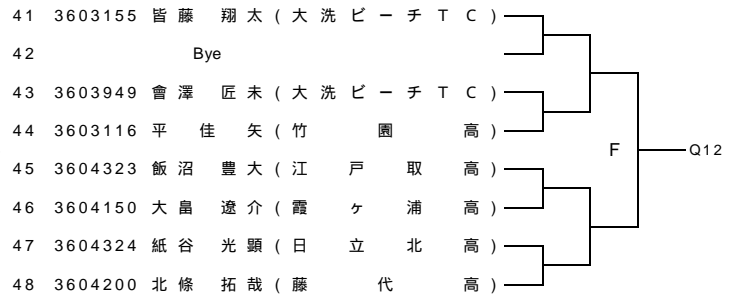 41 3603155 皆藤 翔太(大洗ビーチTC)
42 Bye
43 3603949 會澤 匠未(大洗ビーチTC)
44 3603116 平 佳矢(竹園高)
F Q12
45 3604323 飯沼 豊大(江戸取高)
46 3604150 大畠 遼介(霞ヶ浦高)
47 3604324 紙谷 光顕(日立北高)
48 3604200 北條 拓哉(藤代高)